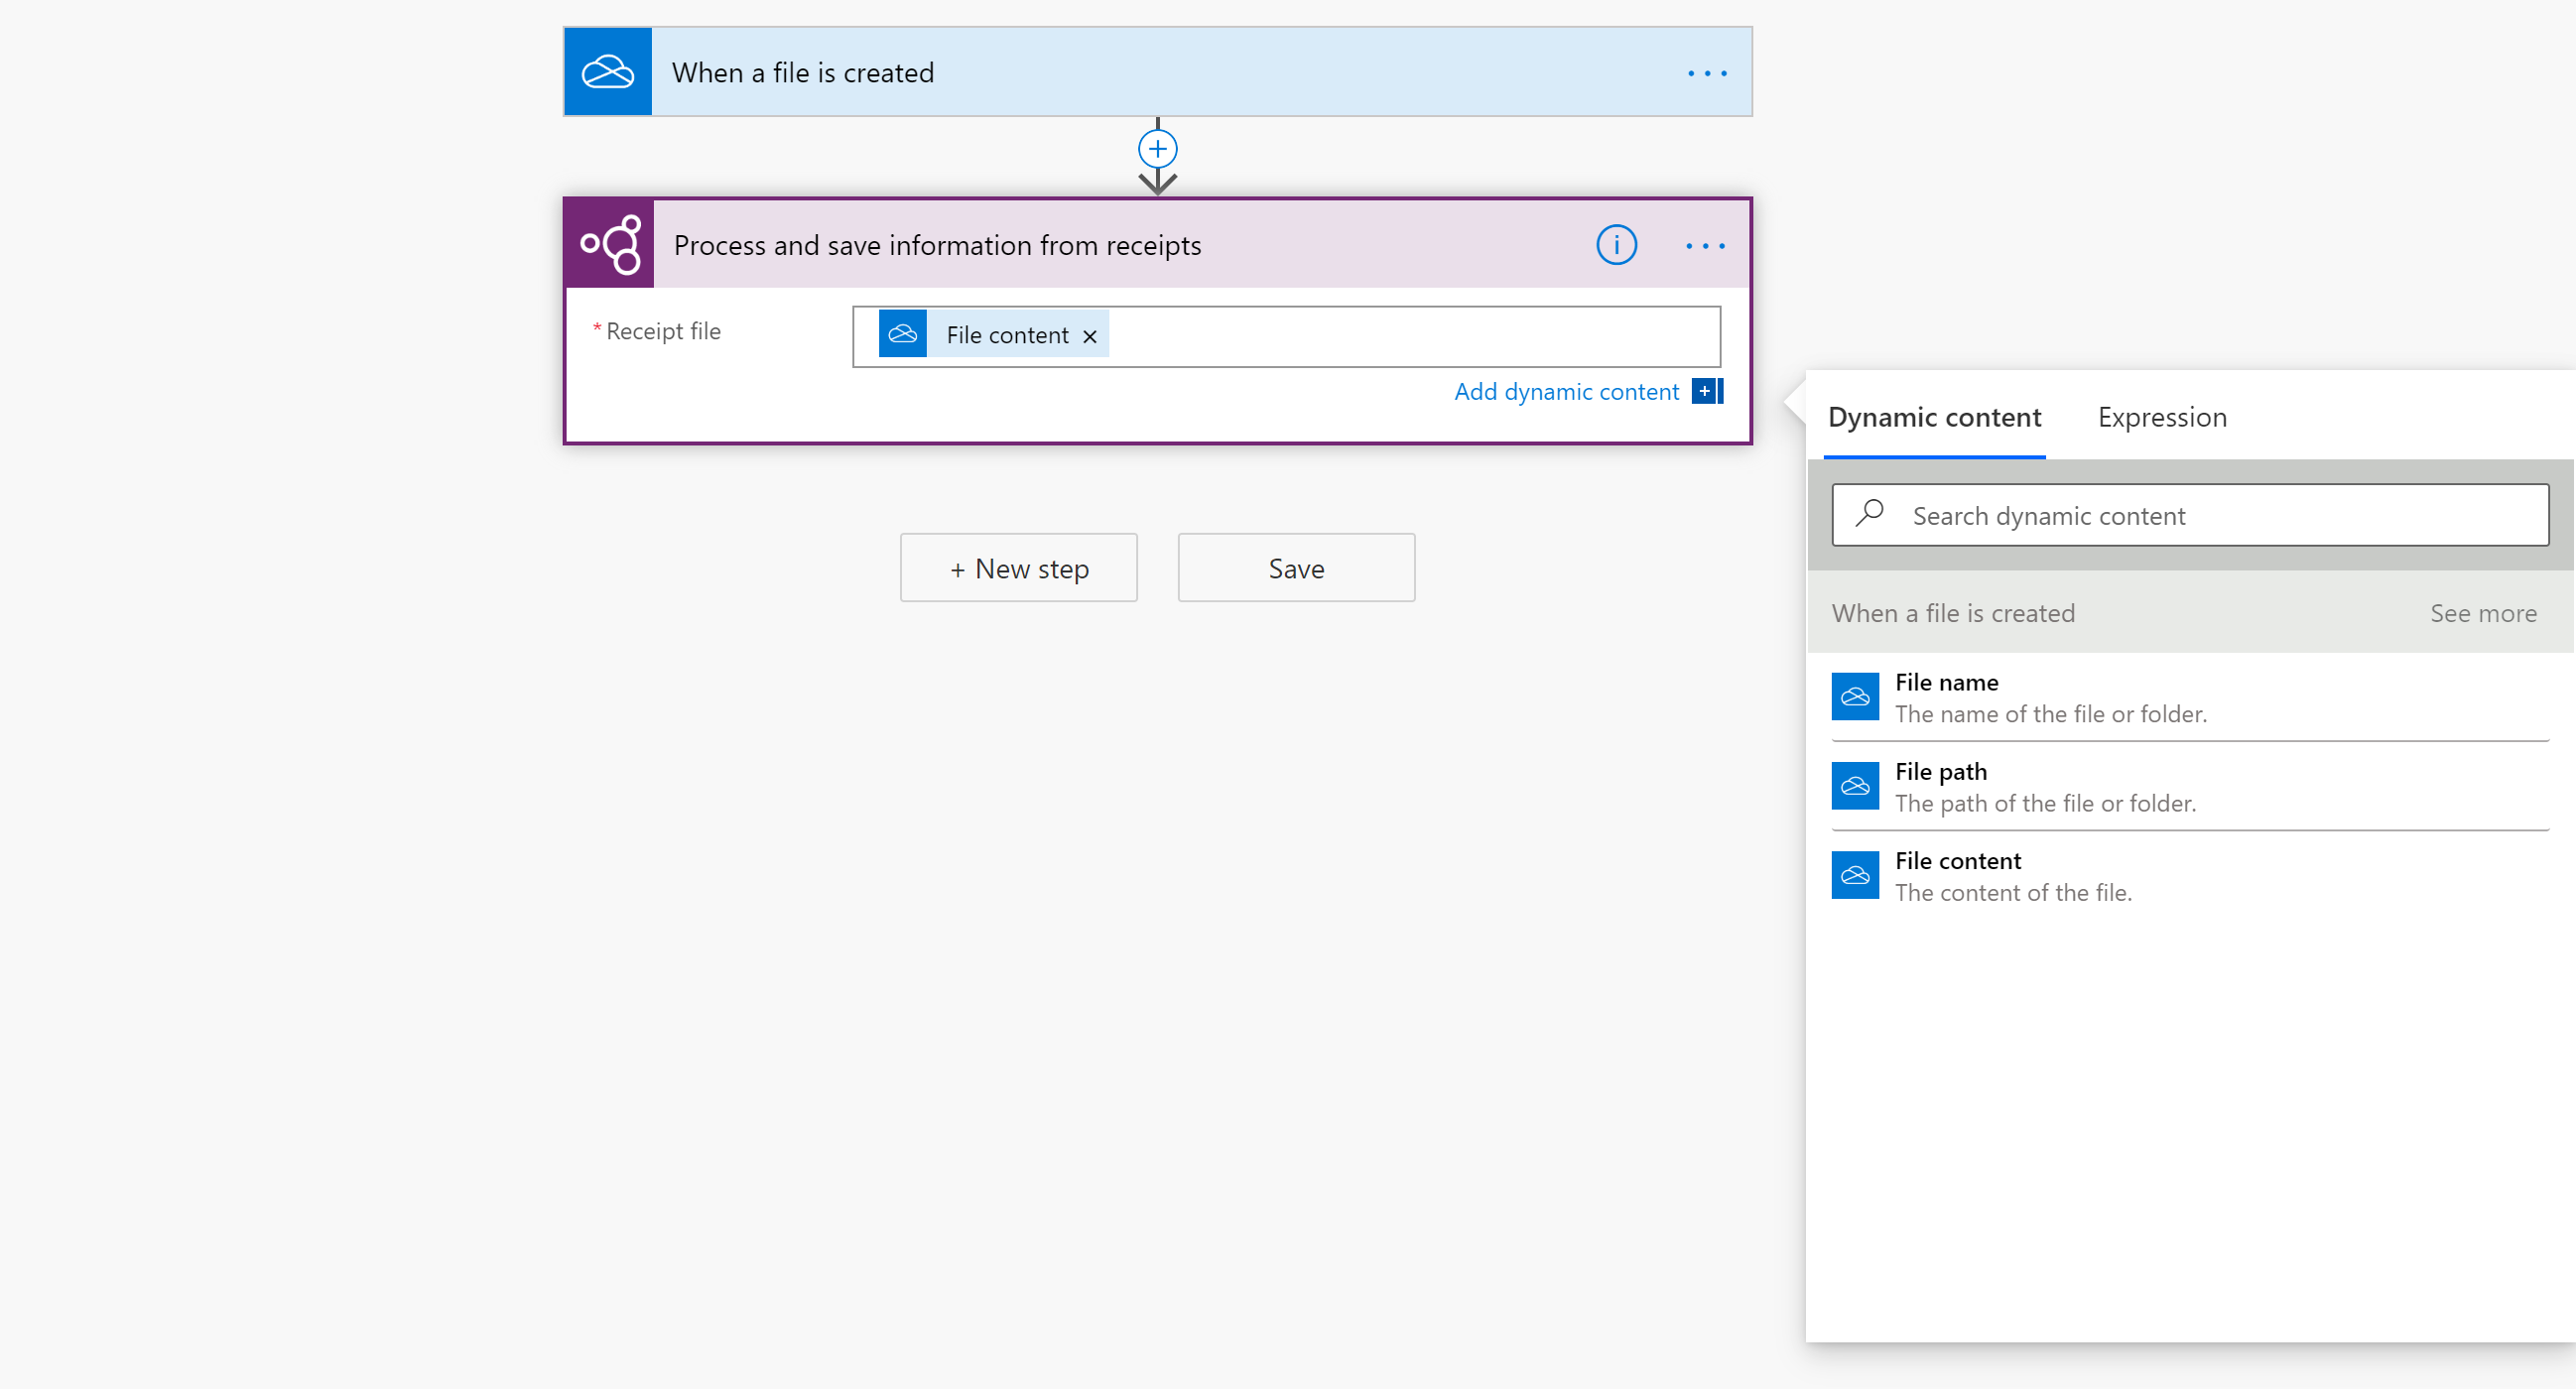 When a file is created
Process and save information from receipts
* Receipt file
File content
Add dynamic content
+ New step
Save
Dynamic content
Expression
Search dynamic content
When a file is created
See more
File name
The name of the file or folder.
File path
The path of the file or folder.
File content
The content of the file.